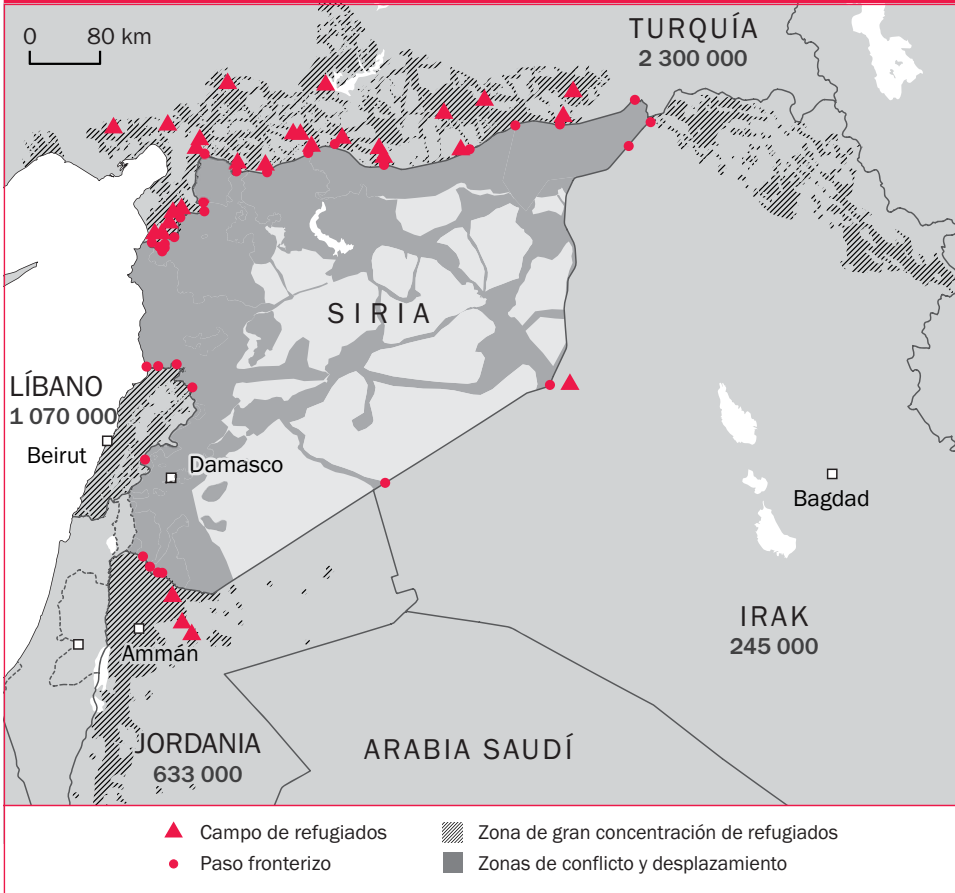 0 80 km
TURQUÍA
2 300 000
SIRIA
LÍBANO
1 070 000
Beirut
Damasco
Bagdad
IRAK
245 000
Ammán
JORDANIA
633 000
ARABIA SAUDÍ
Campo de refugiados
Zona de gran concentración de refugiados
Paso fronterizo
Zonas de conflicto y desplazamiento